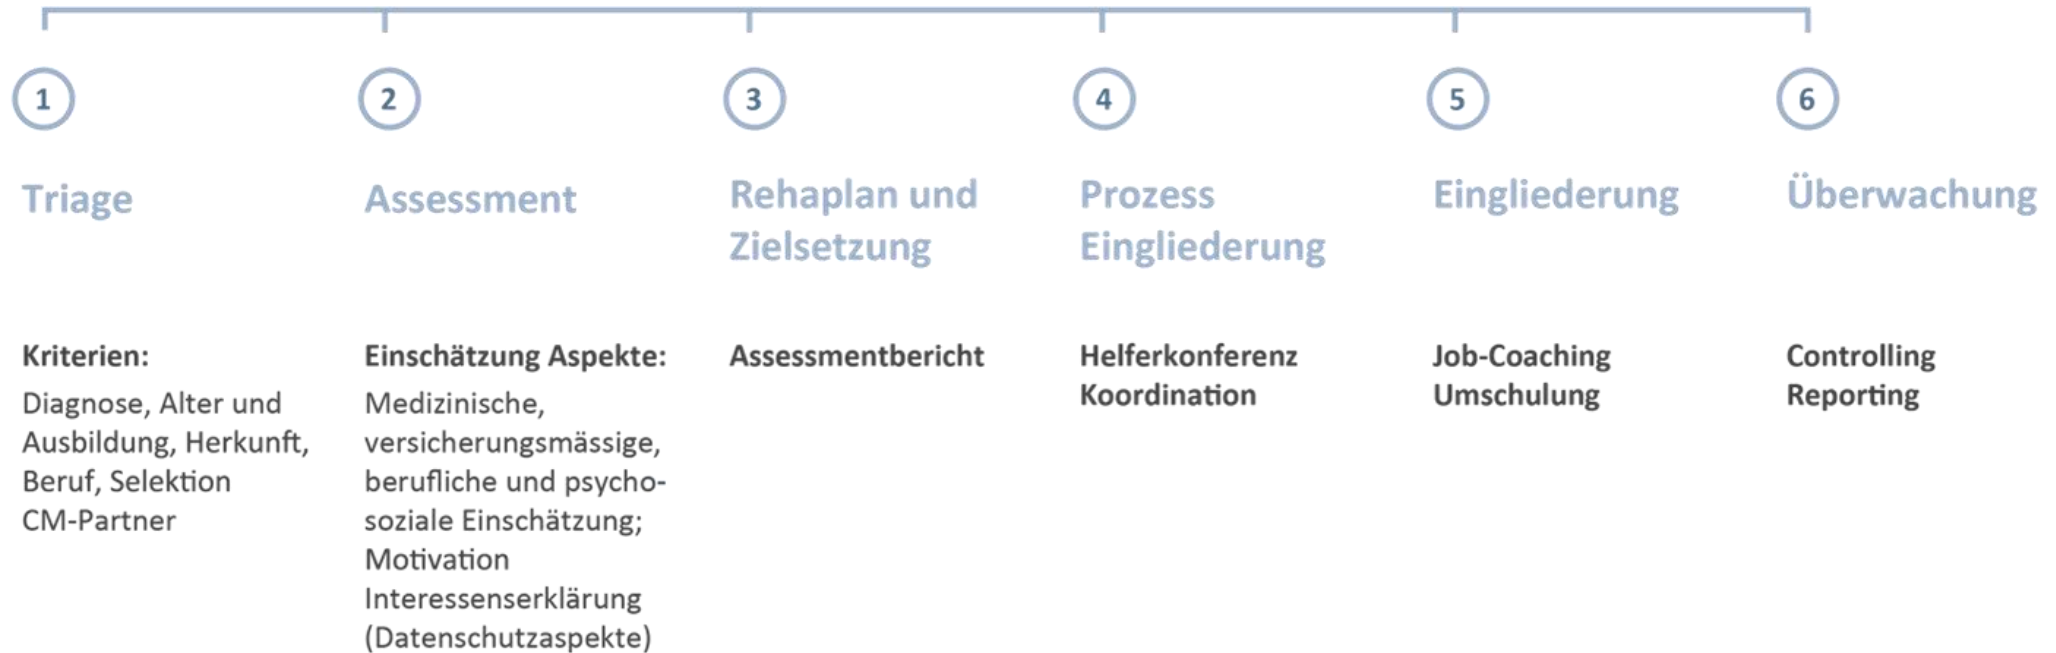 1
Triage
Kriterien:
Diagnose, Alter und
Ausbildung, Herkunft,
Beruf, Selektion
CM-Partner
2
Assessment
Einschätzung Aspekte:
Medizinische,
versicherungsmässige,
berufliche und psycho-
soziale Einschätzung;
Motivation
Interessenserklärung
(Datenschutzaspekte)
3
Rehaplan und
Zielsetzung
Assessmentbericht
4
Prozess
Eingliederung
Helferkonferenz
Koordination
5
Eingliederung
Job-Coaching
Umschulung
6
Überwachung
Controlling
Reporting